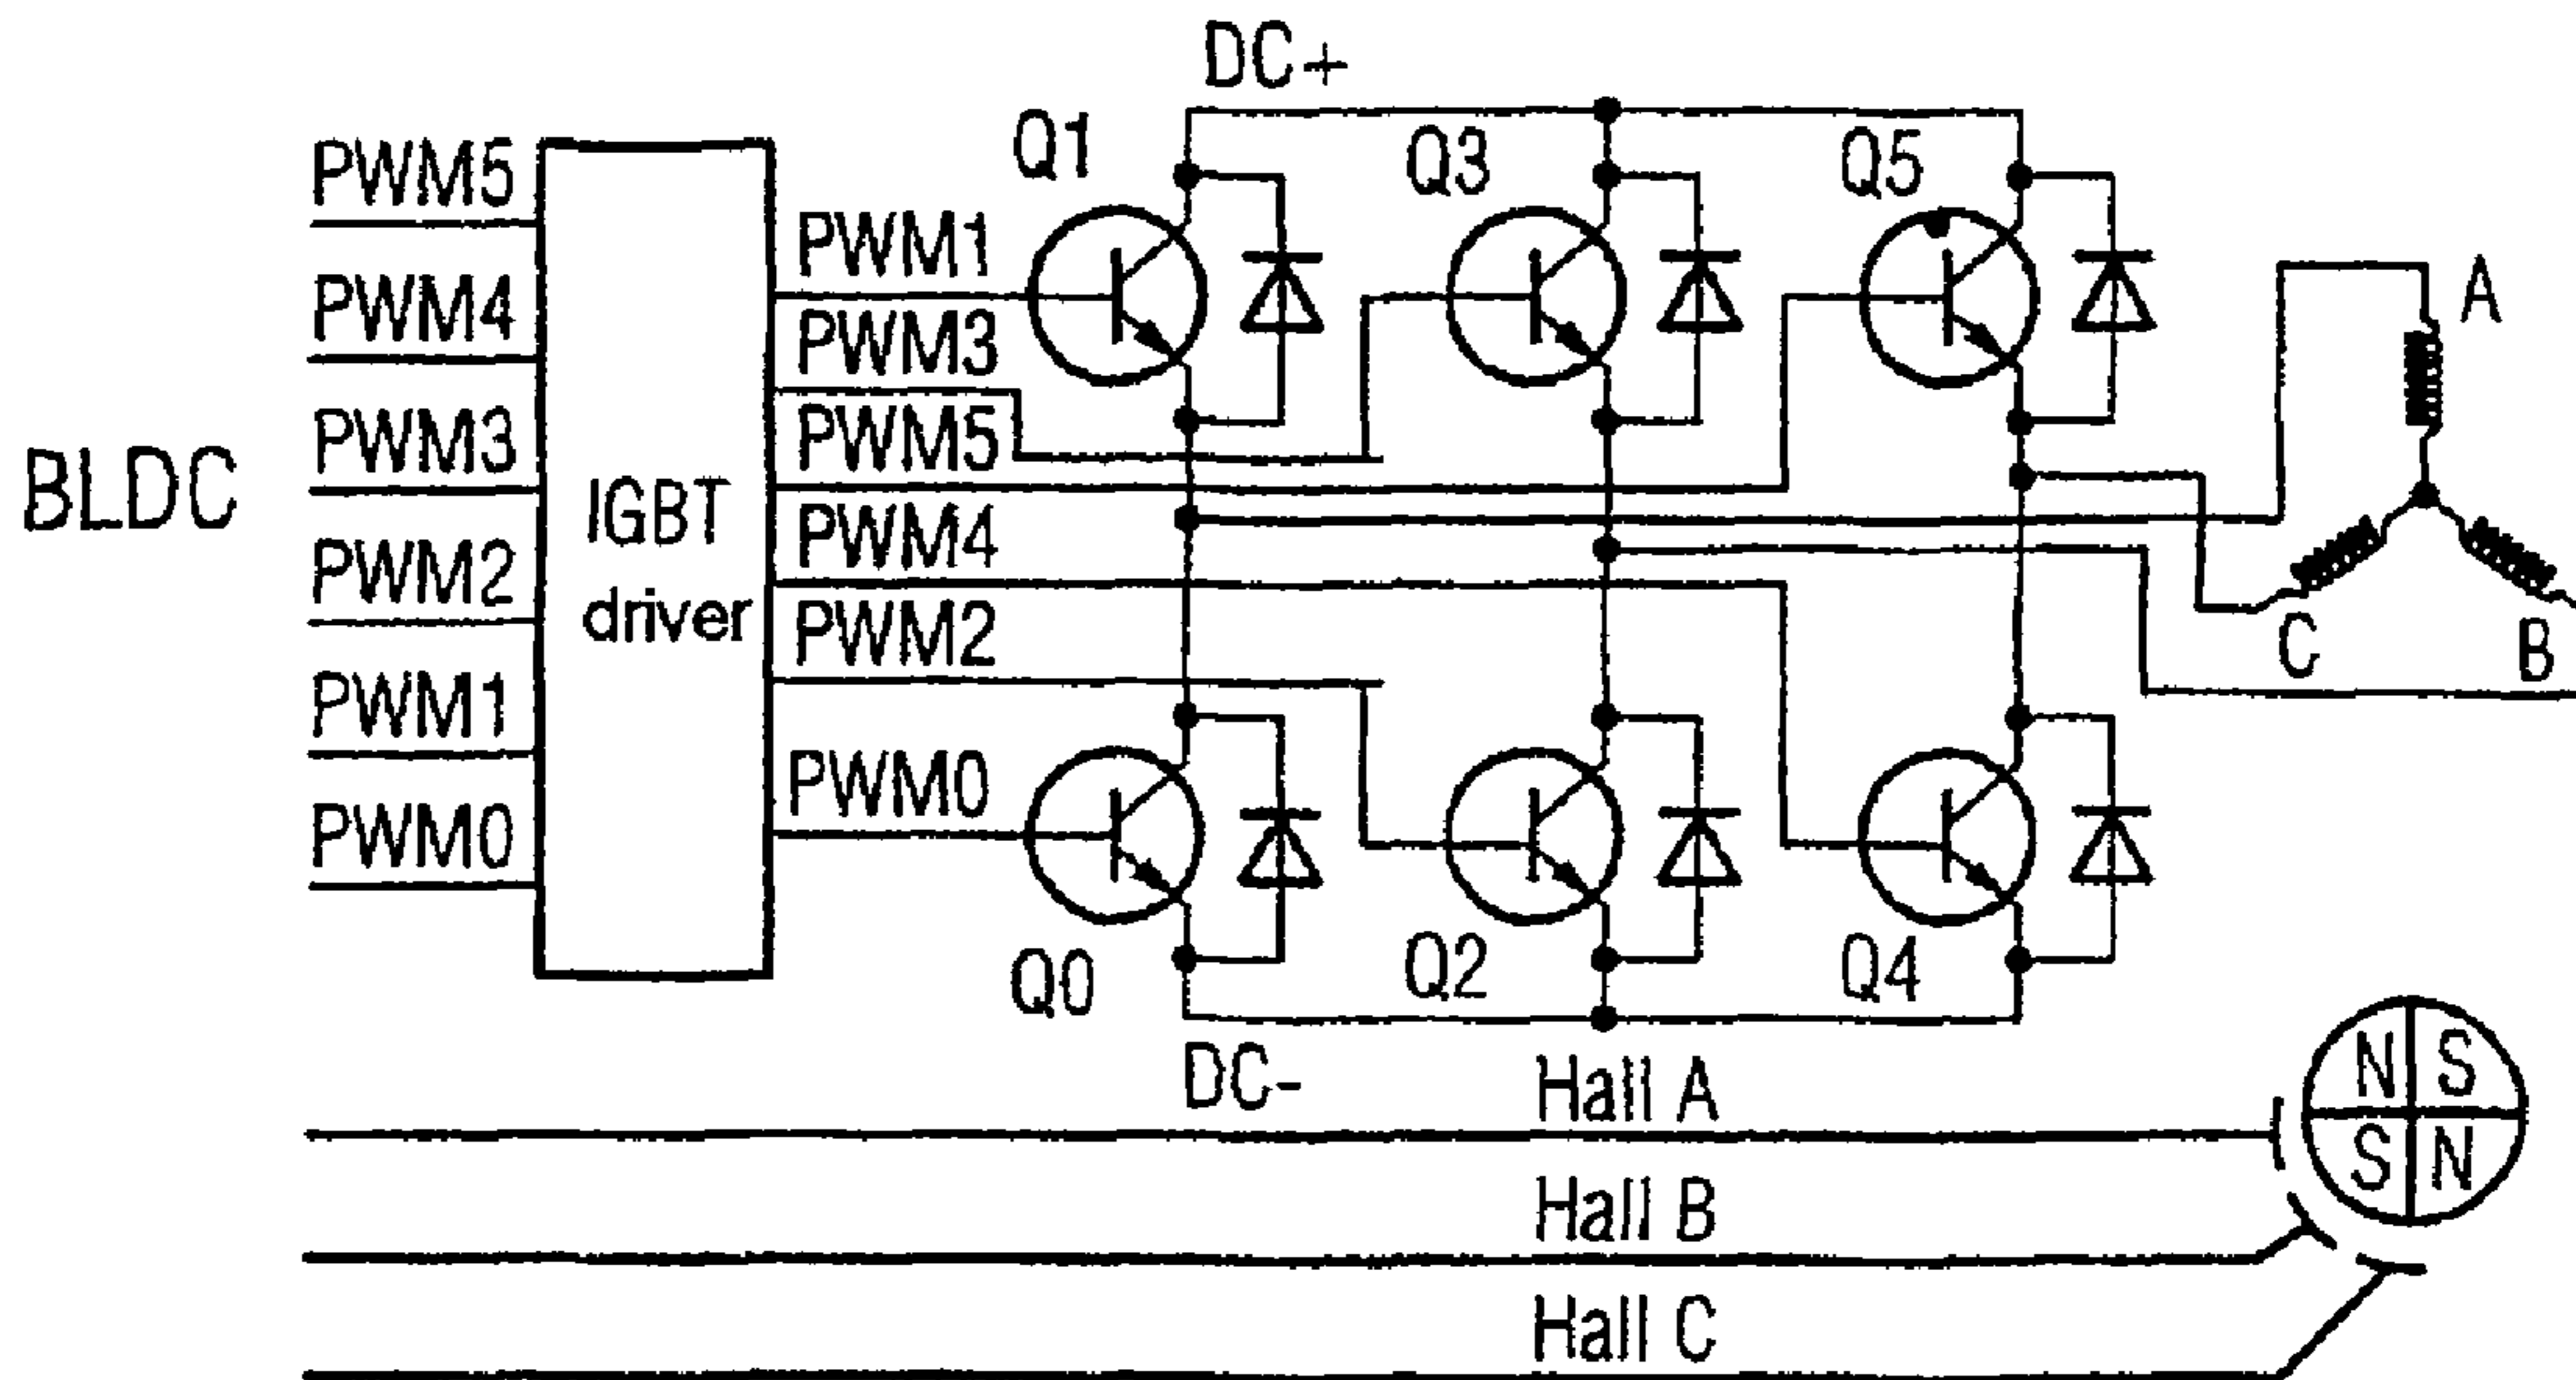 DC+
Q1
Q3
Q5
PWM5
PWM4
PWM3
PWM2
PWM1
PWM0
BLDC
IGBT
driver
PWM1
PWM3
PWM5
PWM4
PWM2
PWM0
A
C
B
Q0
Q2
Q4
DC-
Hall A
Hall B
Hall C
N S
S N